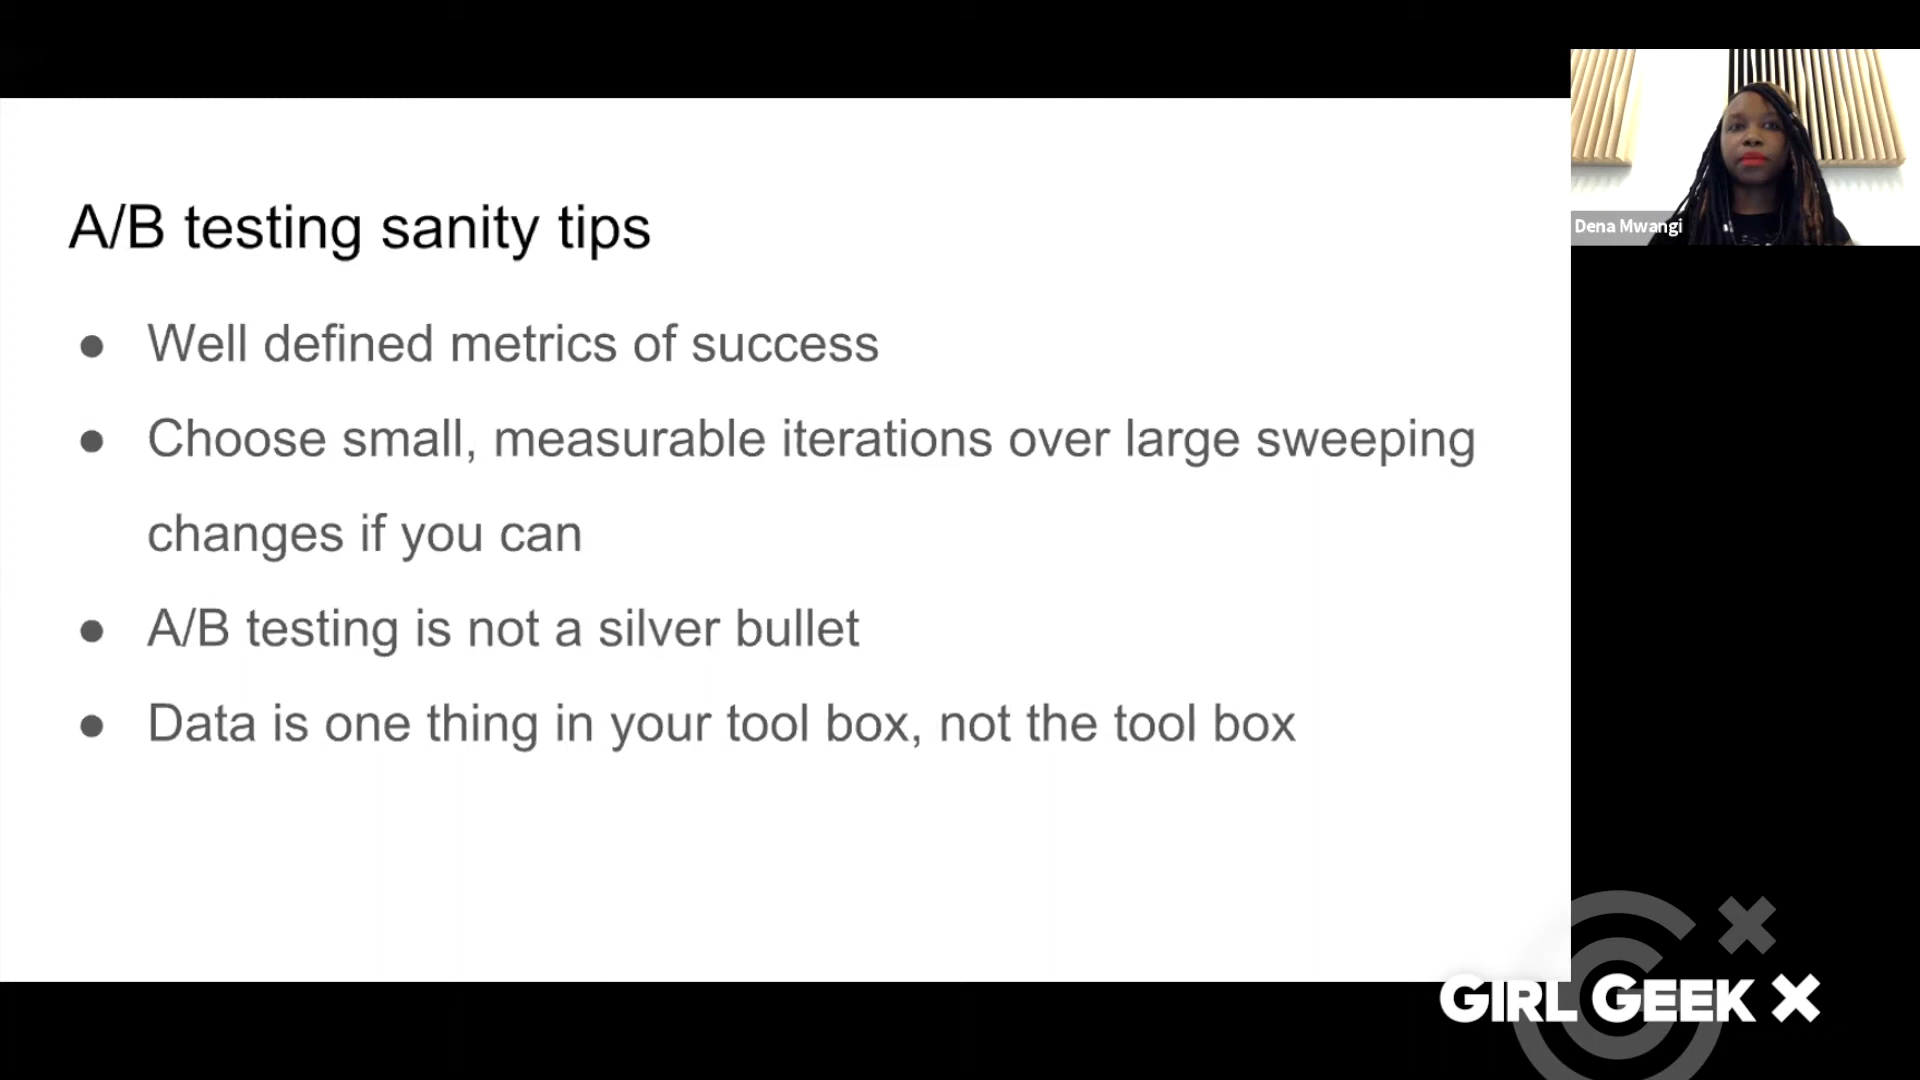 A/B testing sanity tips
● Well defined metrics of success
● Choose small, measurable iterations over large sweeping
changes if you can
● A/B testing is not a silver bullet
● Data is one thing in your tool box, not the tool box
Dena Mwangi
GIRL GEEK X